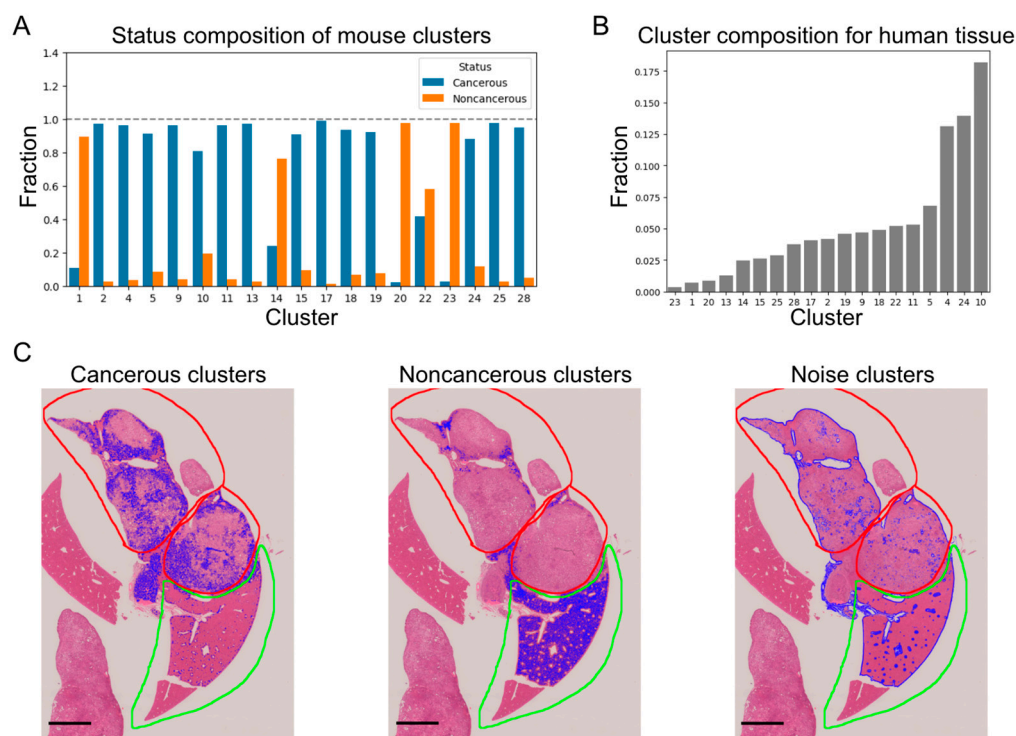 A
Status composition of mouse clusters
1.4
1.2
1.0
0.8
0.6
0.4
0.2
0.0
Fraction
Status
Cancerous
Noncancerous
1 2 4 5 9 10 11 13 14 15 17 18 19 20 22 23 24 25 28
Cluster
B
Cluster composition for human tissue
0.175
0.150
0.125
0.100
0.075
0.050
0.025
0.000
Fraction
23 1 20 13 14 15 25 28 17 2 19 9 18 22 11 5 4 24 10
Cluster
C
Cancerous clusters
Noncancerous clusters
Noise clusters